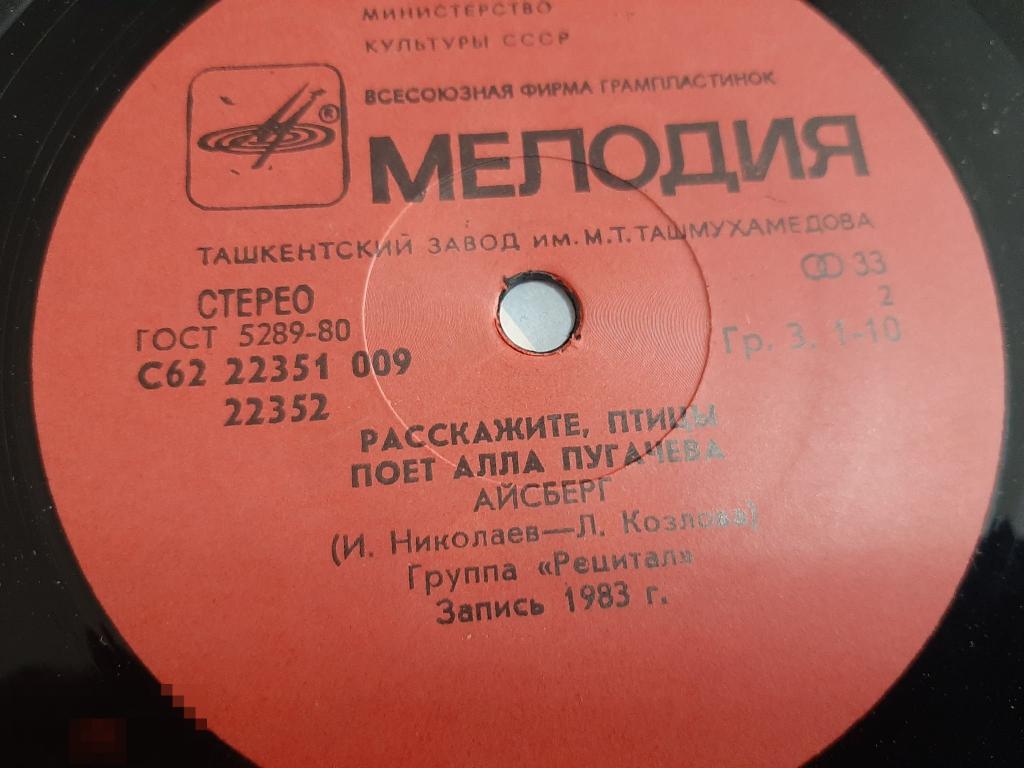 МИНИСТЕРСТВО
КУЛЬТУРЫ СССР
ВСЕСОЮЗНАЯ ФИРМА ГРАМПЛАСТИНОК
®
МЕЛОДИЯ
ТАШКЕНТСКИЙ ЗАВОД ИМ. М.Т. ТАШМУХАМЕДОВА
СТЕРЕО
33
ГОСТ 5289-80
2
Гр. 3. 1-10
С62 22351 009
22352
РАССКАЖИТЕ, ПТИЦЫ
ПОЕТ АЛЛА ПУГАЧЕВА
АЙСБЕРГ
(И. Николаев—Л. Козлова)
Группа «Рецитал»
Запись 1983 г.